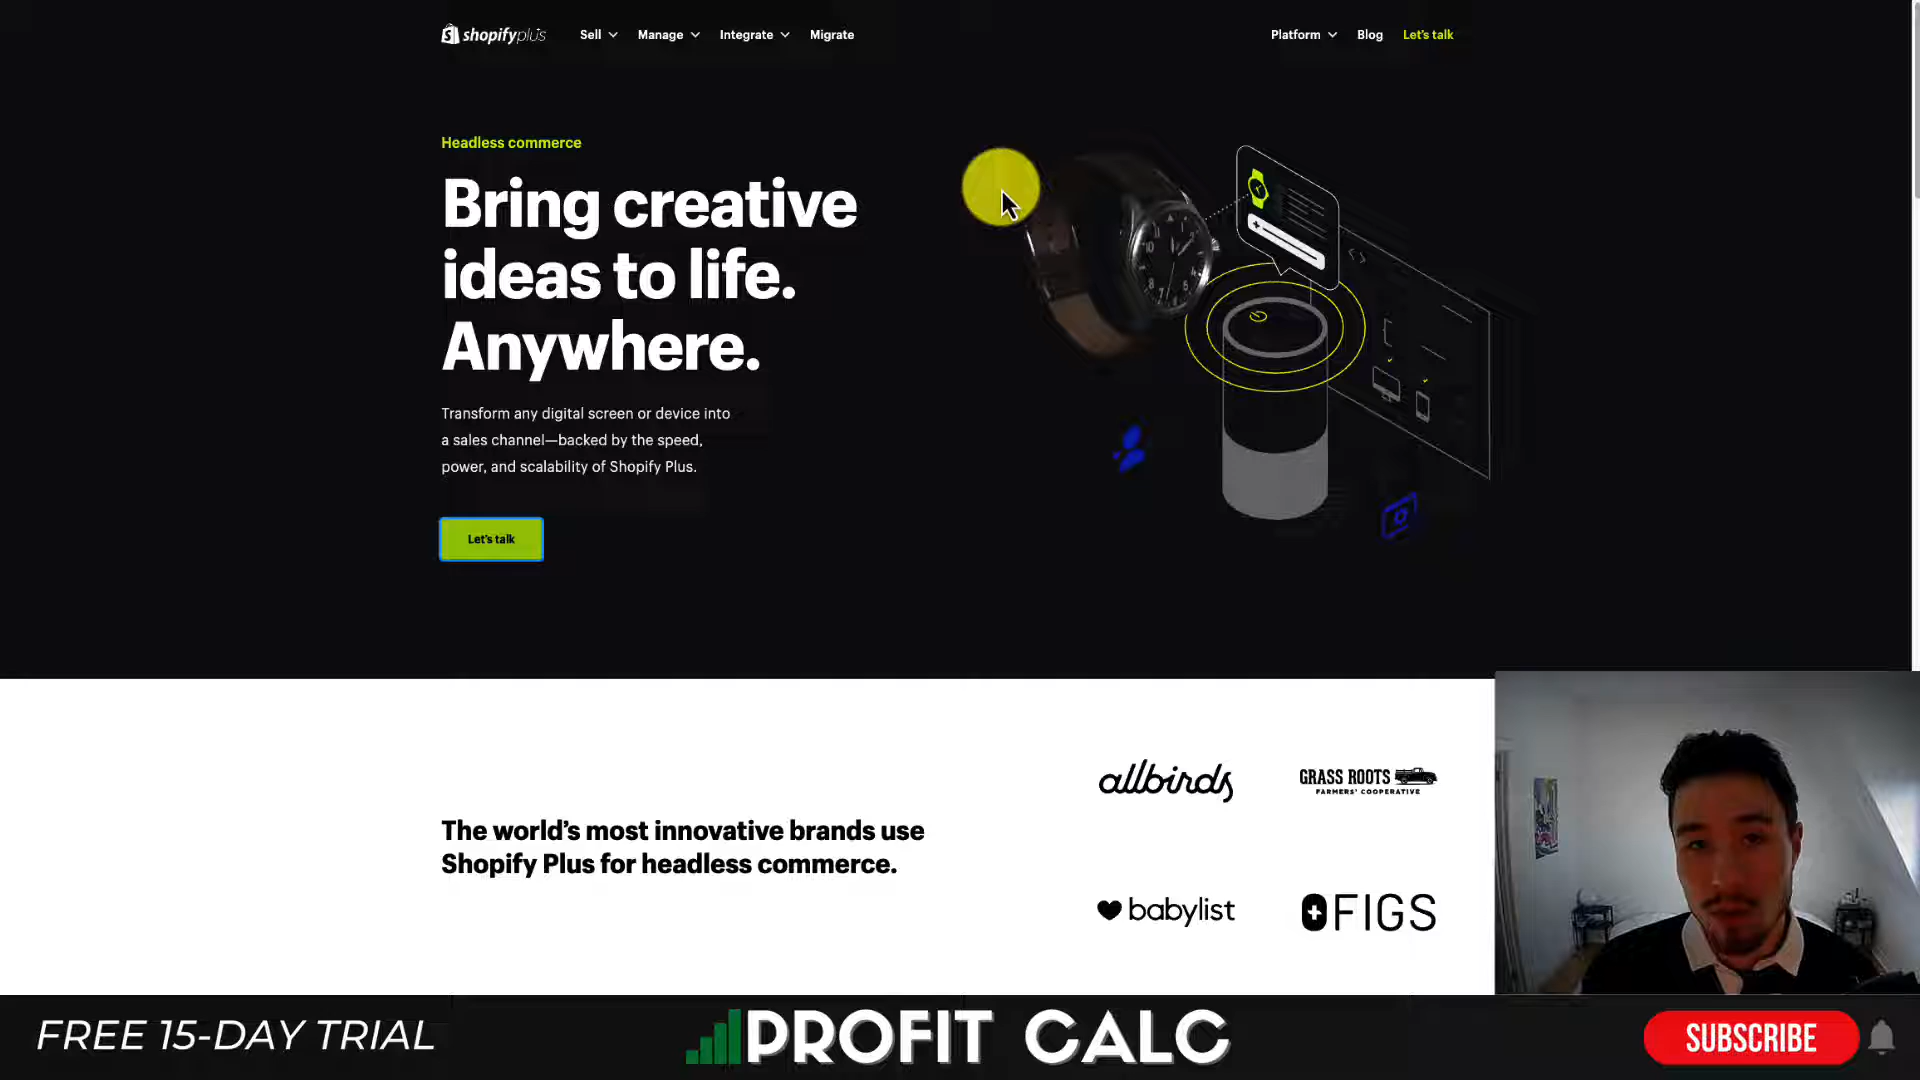 shopifyplus
Sell
Manage
Integrate
Migrate
Platform
Blog
Let's talk
Headless commerce
Bring creative
ideas to life.
Anywhere.
Transform any digital screen or device into
a sales channel—backed by the speed,
power, and scalability of Shopify Plus.
Let's talk
The world's most innovative brands use
Shopify Plus for headless commerce.
allbirds
GRASS ROOTS
FARMERS' COOPERATIVE
babylist
FIGS
FREE 15-DAY TRIAL
PROFIT CALC
SUBSCRIBE